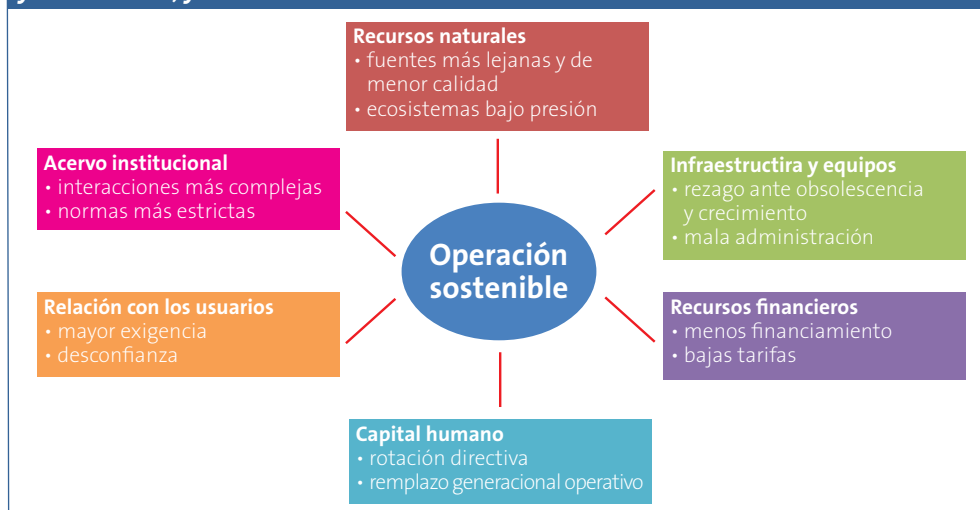 Recursos naturales
• fuentes más lejanas y de
menor calidad
• ecosistemas bajo presión
Acervo institucional
• interacciones más complejas
• normas más estrictas
Infraestructira y equipos
• rezago ante obsolescencia
y crecimiento
• mala administración
Operación
sostenible
Relación con los usuarios
• mayor exigencia
• desconfianza
Recursos financieros
• menos financiamiento
• bajas tarifas
Capital humano
• rotación directiva
• remplazo generacional operativo